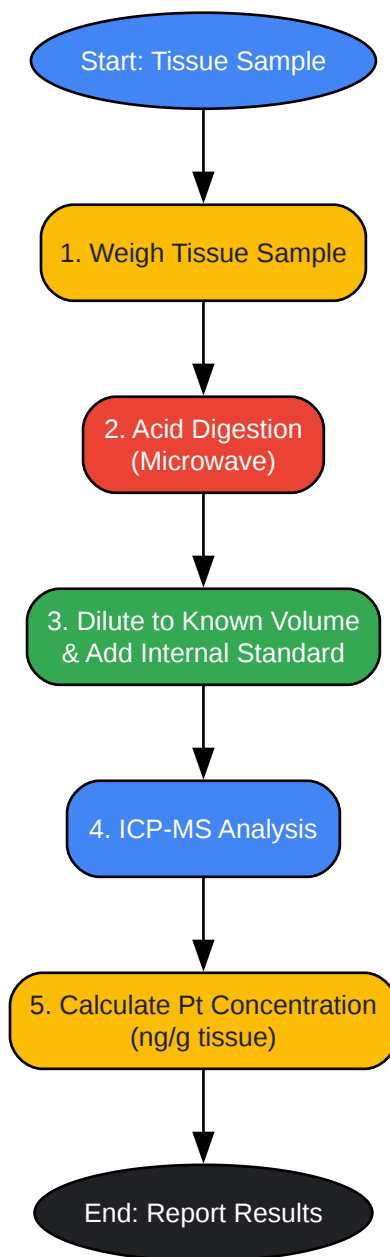 Start: Tissue Sample
1. Weigh Tissue Sample
2. Acid Digestion
(Microwave)
3. Dilute to Known Volume
& Add Internal Standard
4. ICP-MS Analysis
5. Calculate Pt Concentration
(ng/g tissue)
End: Report Results